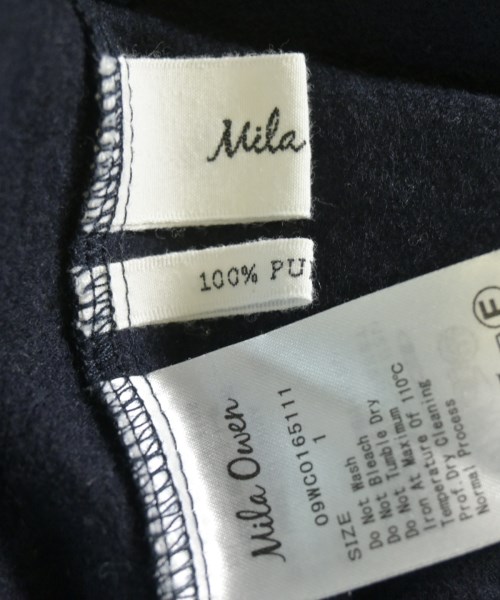 Mila
100% PU
Mila Owen
09WCO165111
SIZE 1
Do Not Wash
Do Not Bleach
Do Not Tumble Dry
Do At Maximum
Iron Of 110°C
Temperature
Prof. Dry Cleaning
Normal Process
F